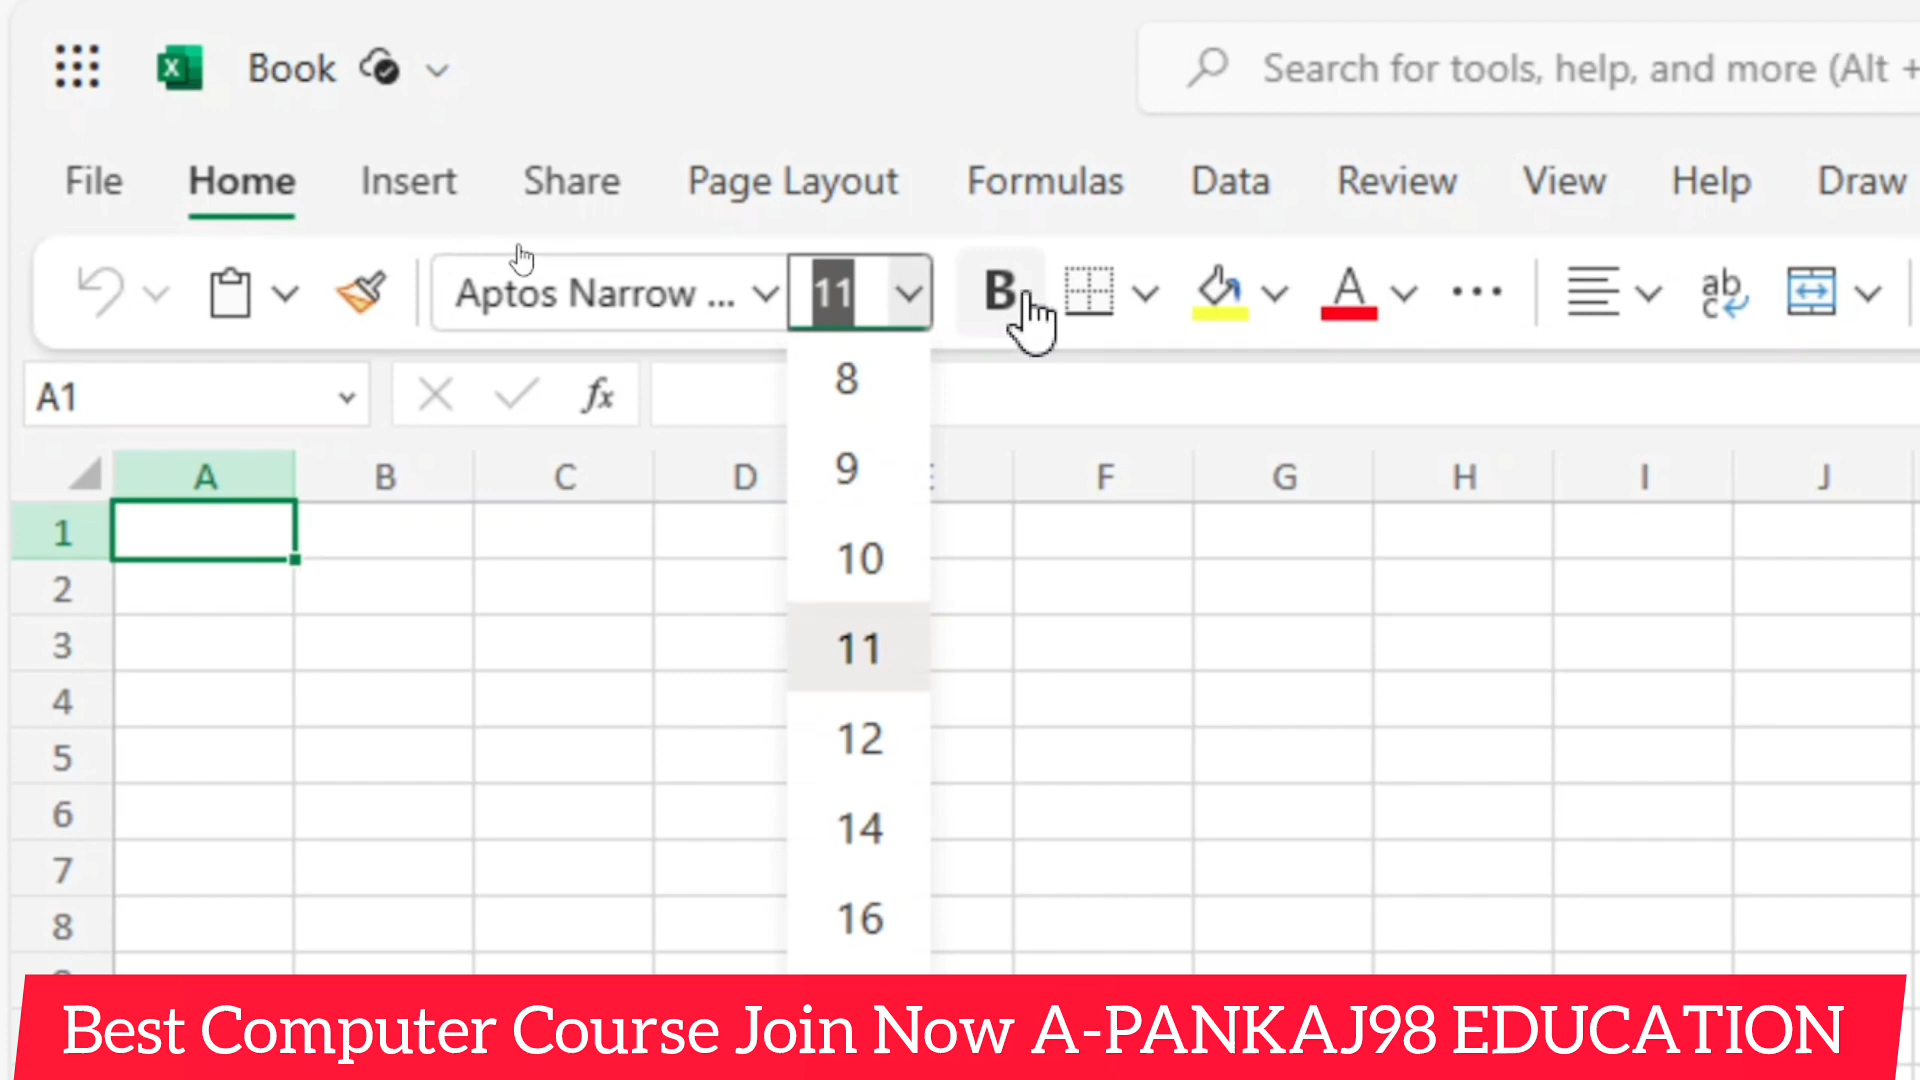 Book
Search for tools, help, and more (Alt +
File Home Insert Share Page Layout Formulas Data Review View Help Draw
Aptos Narrow ... 11 B A ab c
A1 fx
8
9
10
11
12
14
16
A B C D E F G H I J
1
2
3
4
5
6
7
8
Best Computer Course Join Now A-PANKAJ98 EDUCATION